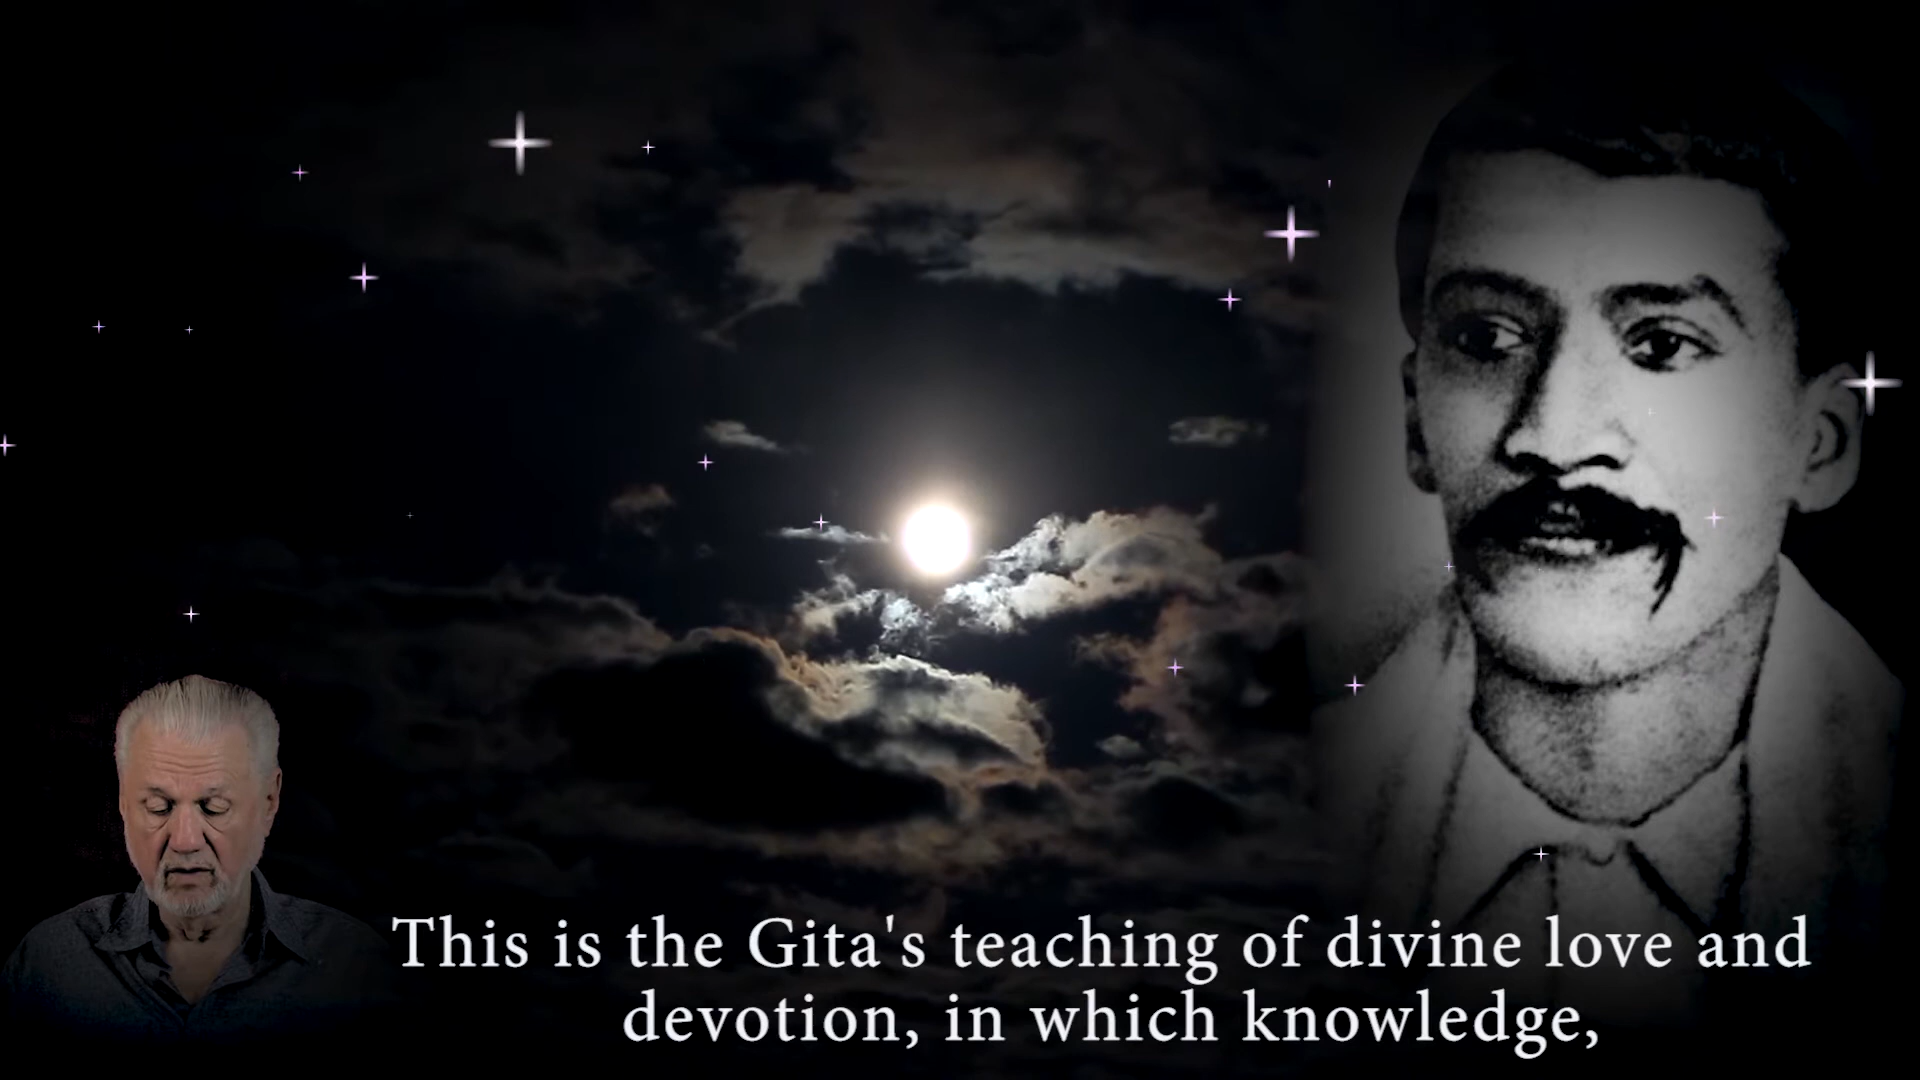 This is the Gita's teaching of divine love and
devotion, in which knowledge,